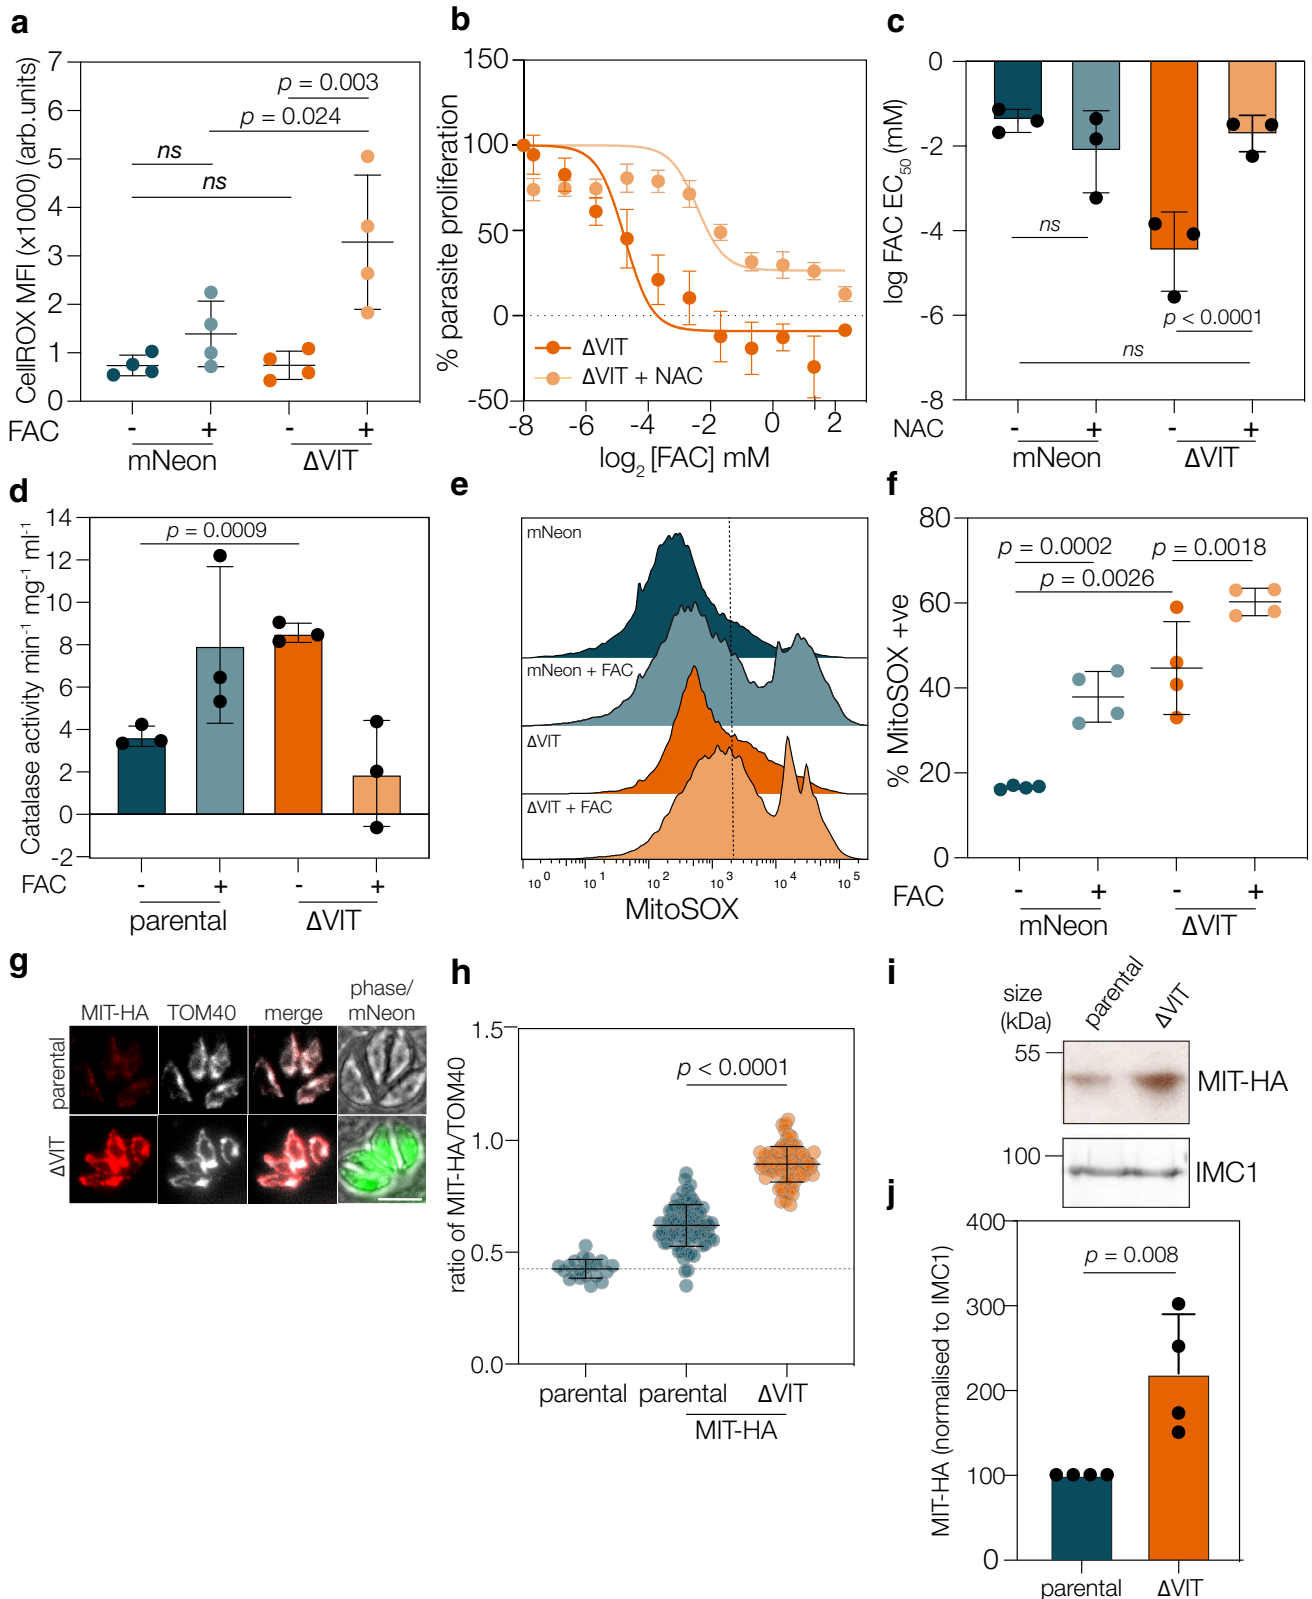 a
CellROX MFI (x1000) (arb.units)
7
6
5
4
3
2
1
0
p = 0.003
p = 0.024
ns
ns
FAC - + - +
mNeon ΔVIT
b
% parasite proliferation
150
100
50
0
-50
ΔVIT
ΔVIT + NAC
-8 -6 -4 -2 0 2
log2 [FAC] mM
c
log FAC EC50 (mM)
0
-2
-4
-6
-8
ns
p < 0.0001
ns
NAC - + - +
mNeon ΔVIT
d
Catalase activity min-1 mg-1 ml-1
14
12
10
8
6
4
2
0
-2
p = 0.0009
FAC - + - +
parental ΔVIT
e
mNeon
mNeon + FAC
ΔVIT
ΔVIT + FAC
10^0 10^1 10^2 10^3 10^4 10^5
MitoSOX
f
% MitoSOX +ve
80
60
40
20
0
p = 0.0002
p = 0.0018
p = 0.0026
FAC - + - +
mNeon ΔVIT
g
MIT-HA TOM40 merge phase/
mNeon
parental
ΔVIT
h
ratio of MIT-HA/TOM40
1.5
1.0
0.5
0.0
p < 0.0001
parental parental ΔVIT
MIT-HA
i
size
(kDa)
parental
ΔVIT
55
MIT-HA
100
IMC1
j
MIT-HA (normalised to IMC1)
400
300
200
100
0
p = 0.008
parental ΔVIT